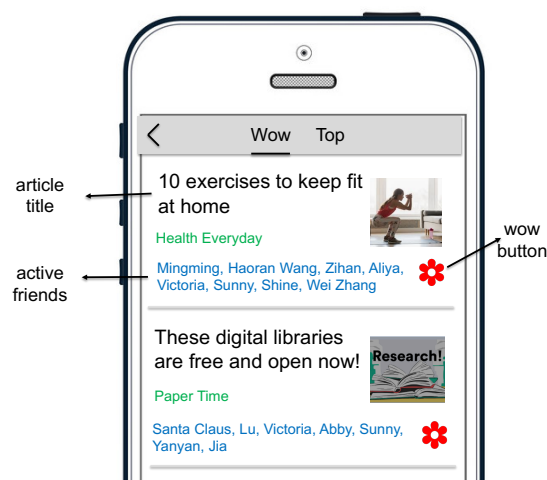 Wow Top
article
title
10 exercises to keep fit
at home
Health Everyday
wow
button
active
friends
Mingming, Haoran Wang, Zihan, Aliya,
Victoria, Sunny, Shine, Wei Zhang
These digital libraries
are free and open now!
Research!
Paper Time
Santa Claus, Lu, Victoria, Abby, Sunny,
Yanyan, Jia